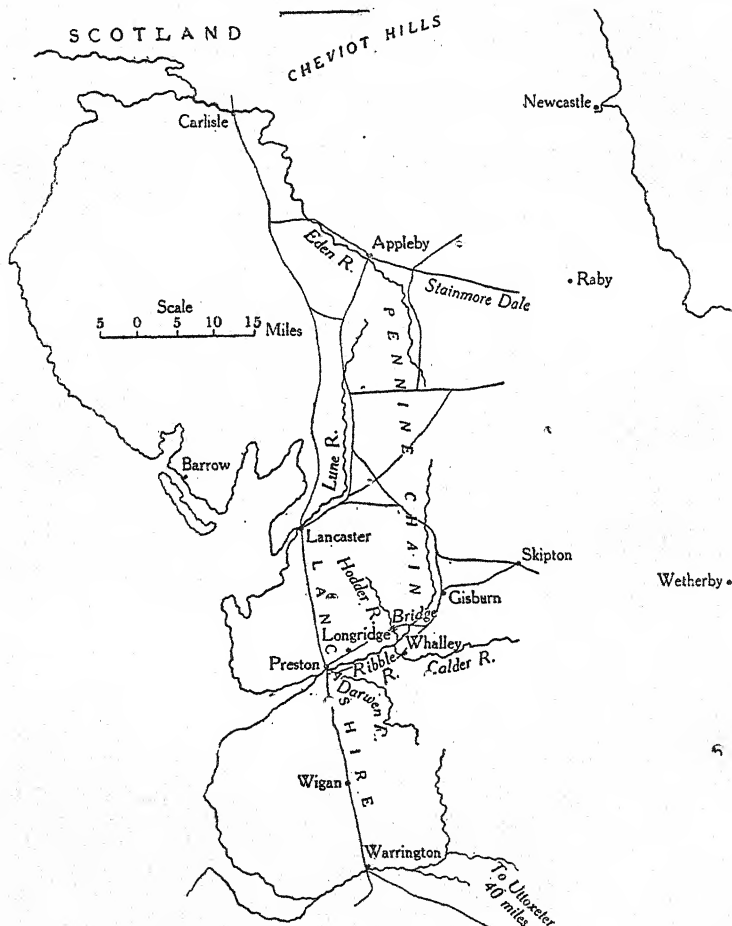 SCOTLAND
CHEVIOT HILLS
Newcastle
Carlisle
Appleby
Eden R.
Raby
Stainmore Dale
Scale
5 0 5 10 15 Miles
PENNINE CHAIN
Lune R.
Barrow
Lancaster
Skipton
Hodder R.
Wetherby
Gisburn
Bridge
Longridge
Whalley
Preston
Ribble R.
Calder R.
Darwen R.
LANCASHIRE
Wigan
Warrington
To Uttoxeter
40 miles